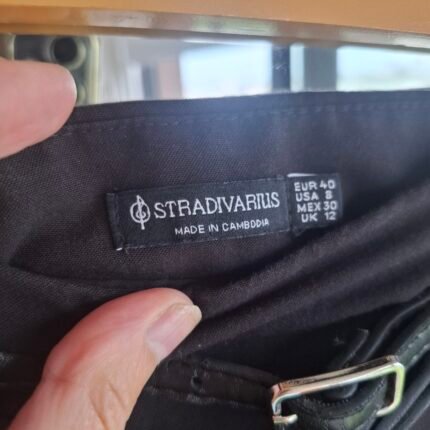 STRADIVARIUS
MADE IN CAMBODIA
EUR 40
USA 8
MEX 30
UK 12